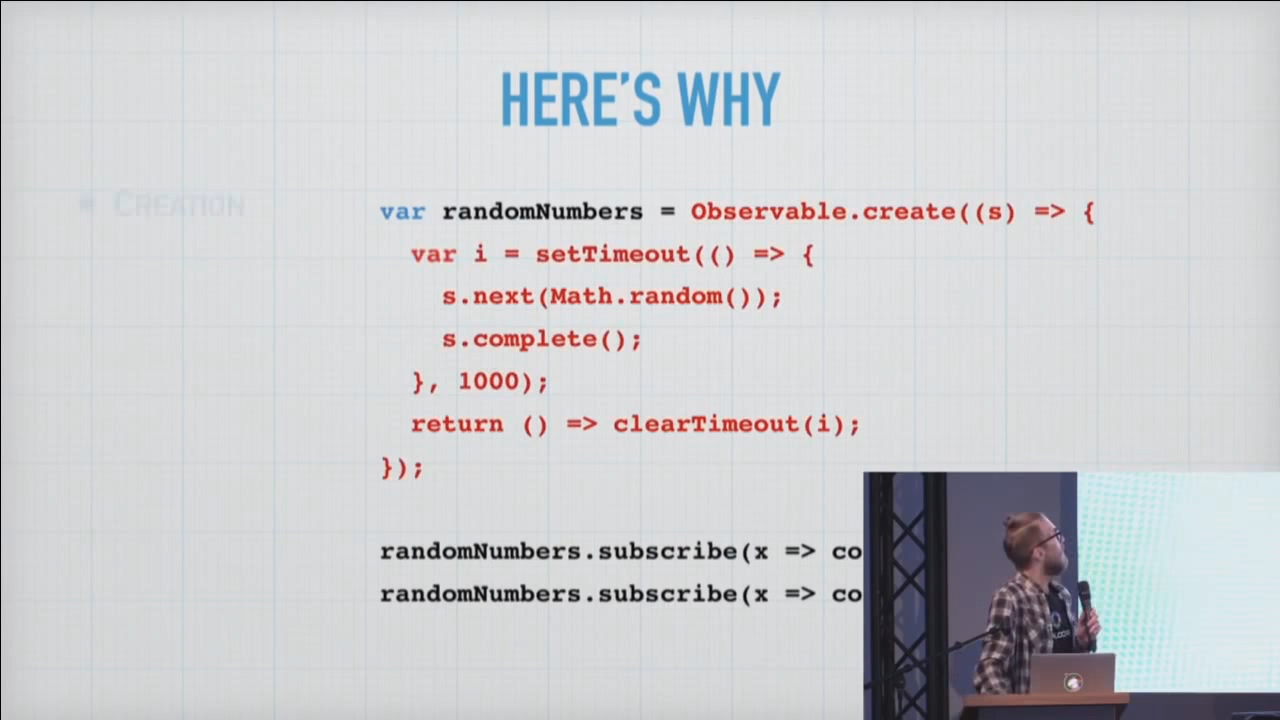 HERE'S WHY
• CREATION
var randomNumbers = Observable.create((s) => {
var i = setTimeout(() => {
s.next(Math.random());
s.complete();
}, 1000);
return () => clearTimeout(i);
});
randomNumbers.subscribe(x => co
randomNumbers.subscribe(x => co